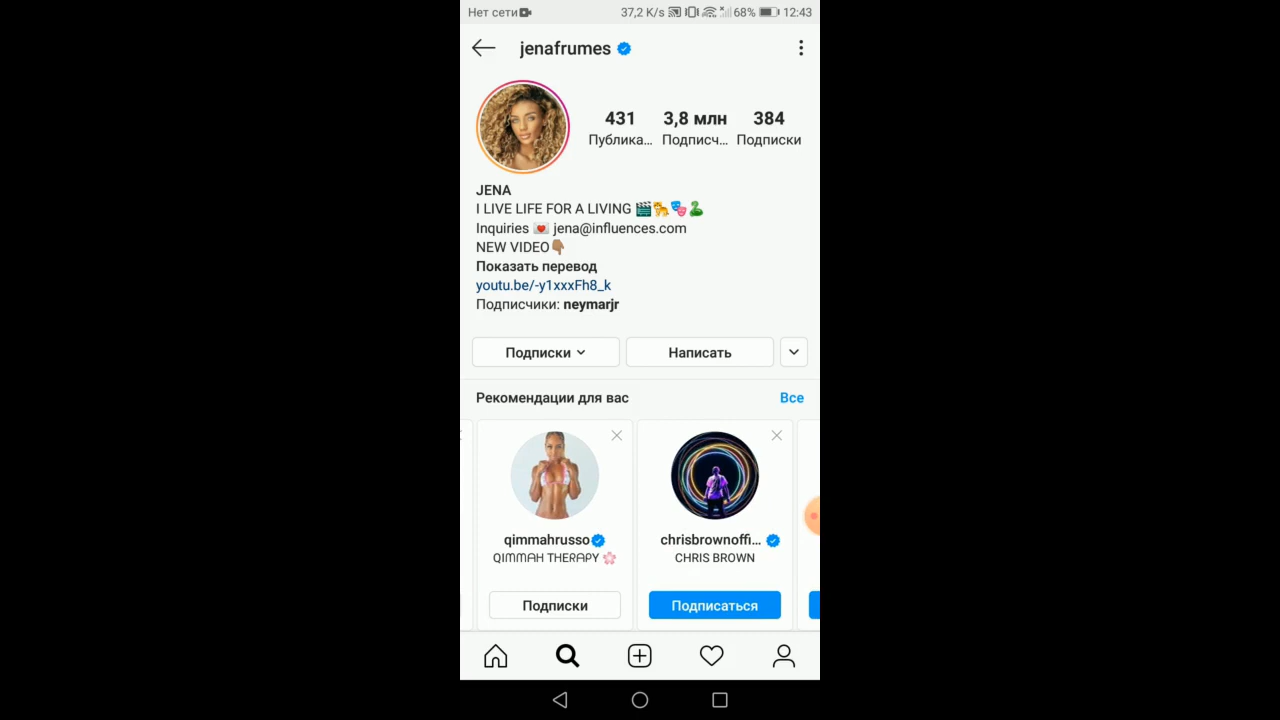 Нет сети 37,2 K/s 68% 12:43
jenafrumes
431 3,8 млн 384
Публика... Подписч... Подписки
JENA
I LIVE LIFE FOR A LIVING
Inquiries 💌 jena@influences.com
NEW VIDEO👇🏽
Показать перевод
youtu.be/-y1xxxFh8_k
Подписчики: neymarjr
Подписки Написать
Рекомендации для вас Все
qimmahrusso chrisbrownoffi...
QIMMAH THERAPY 🌸 CHRIS BROWN
Подписки Подписаться